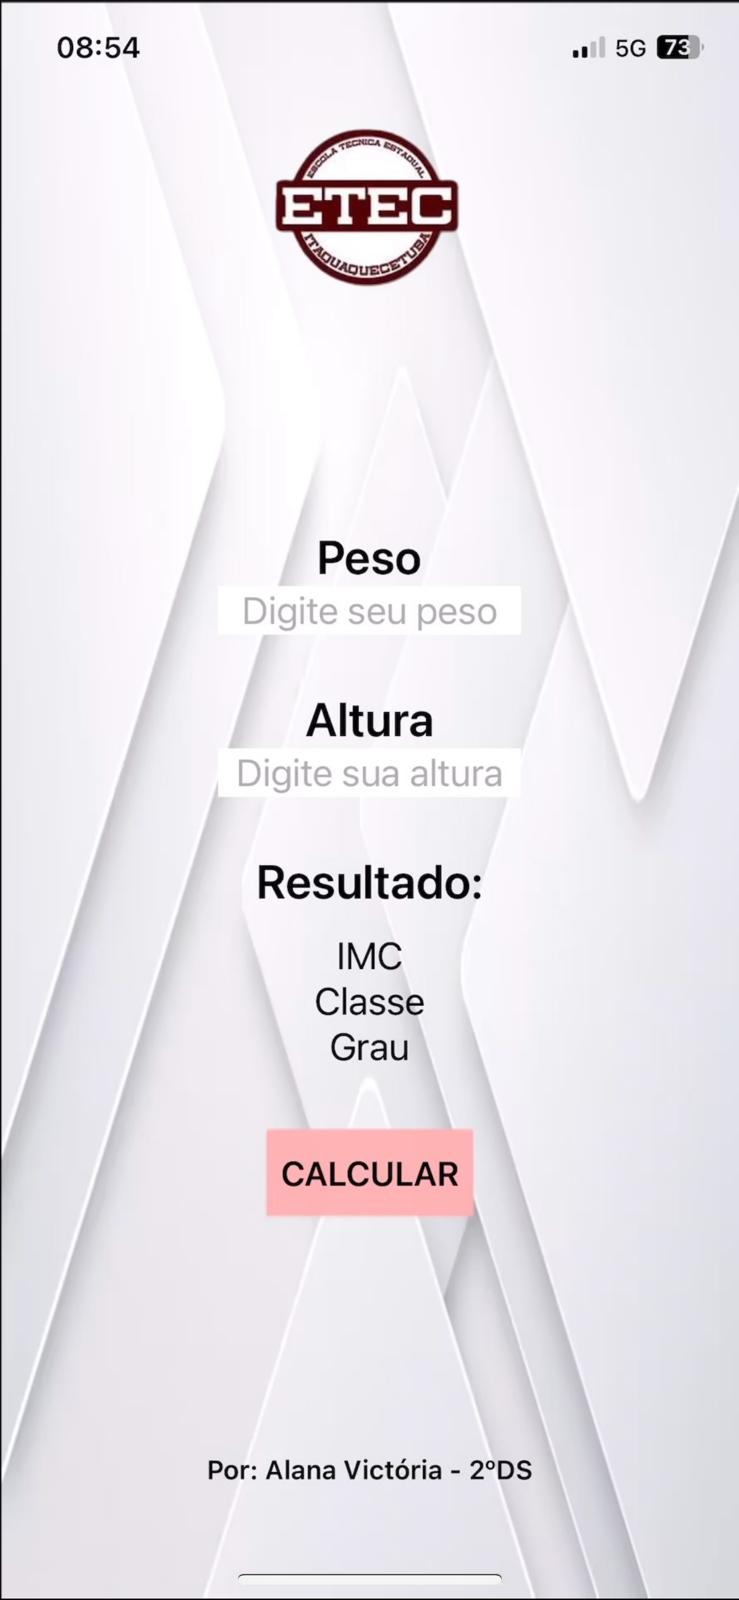 08:54
5G 73
ESCOLA TECNICA ESTADUAL
ETEC
ITAQUAQUECETUBA
Peso
Digite seu peso
Altura
Digite sua altura
Resultado:
IMC
Classe
Grau
CALCULAR
Por: Alana Victória - 2ºDS